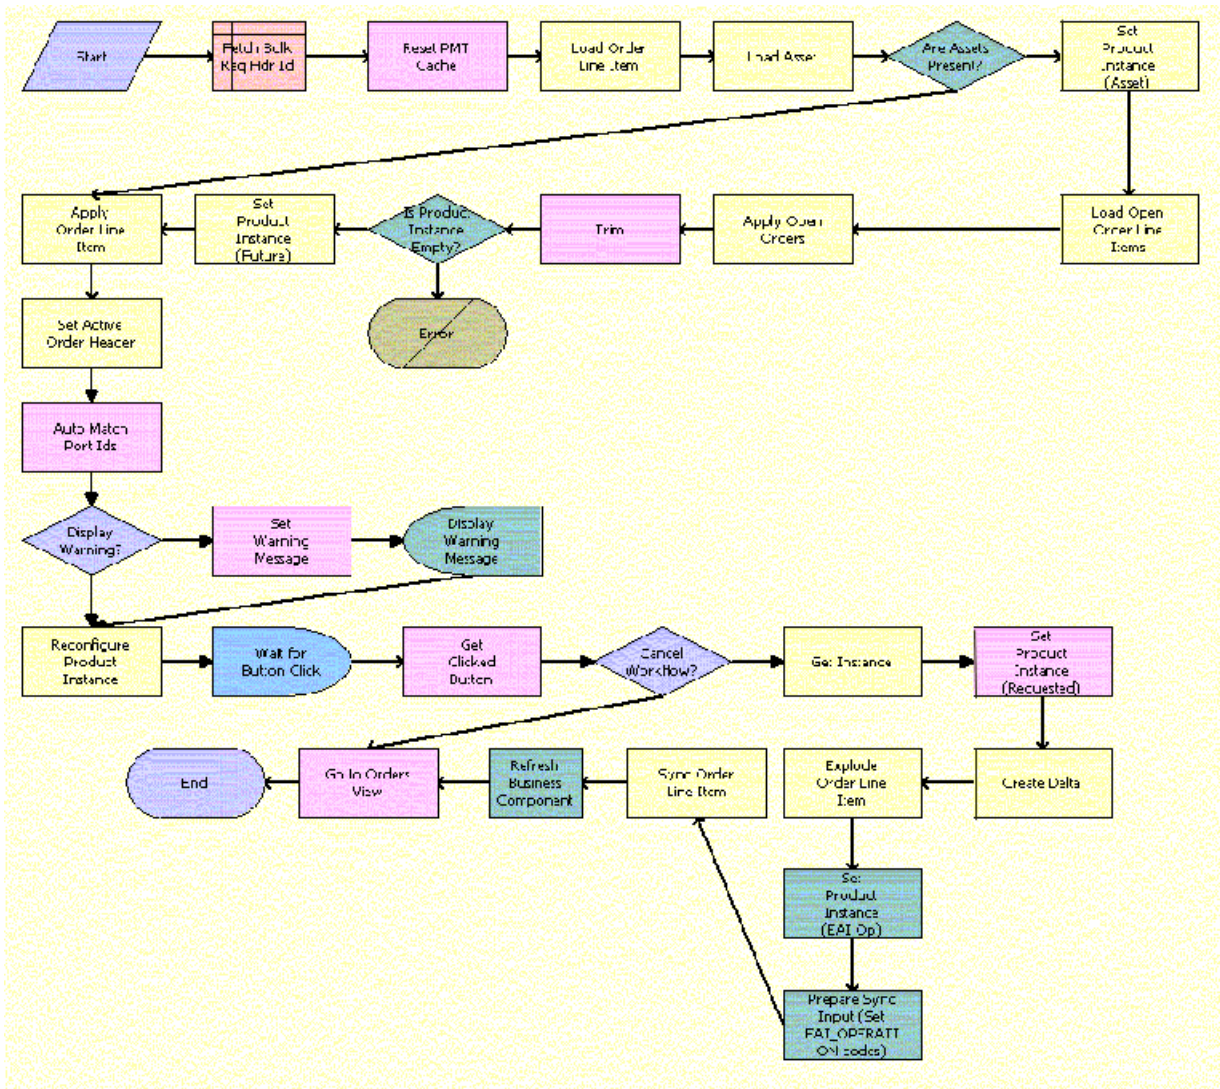 Start
Fetch Bulk
Req Hdr Id
Reset PMT
Cache
Load Order
Line Item
Load Asset
Are Assets
Present?
Set
Product
Instance
(Asset)
Apply
Order Line
Item
Set
Product
Instance
(Future)
Is Product
Instance
Empty?
Trim
Apply Open
Orders
Load Open
Order Line
Items
Set Active
Order Header
Error
Auto Match
Port Ids
Display
Warning?
Set
Warning
Message
Display
Warning
Message
Reconfigure
Product
Instance
Wait for
Button Click
Get
Clicked
Button
Cancel
Workflow?
Get Instance
Set
Product
Instance
(Requested)
End
Go to Orders
View
Refresh
Business
Component
Sync Order
Line Item
Explode
Order Line
Item
Create Delta
Set
Product
Instance
(EAI Op)
Prepare Sync
Input (Set
EAI_OPERATI
ON codes)